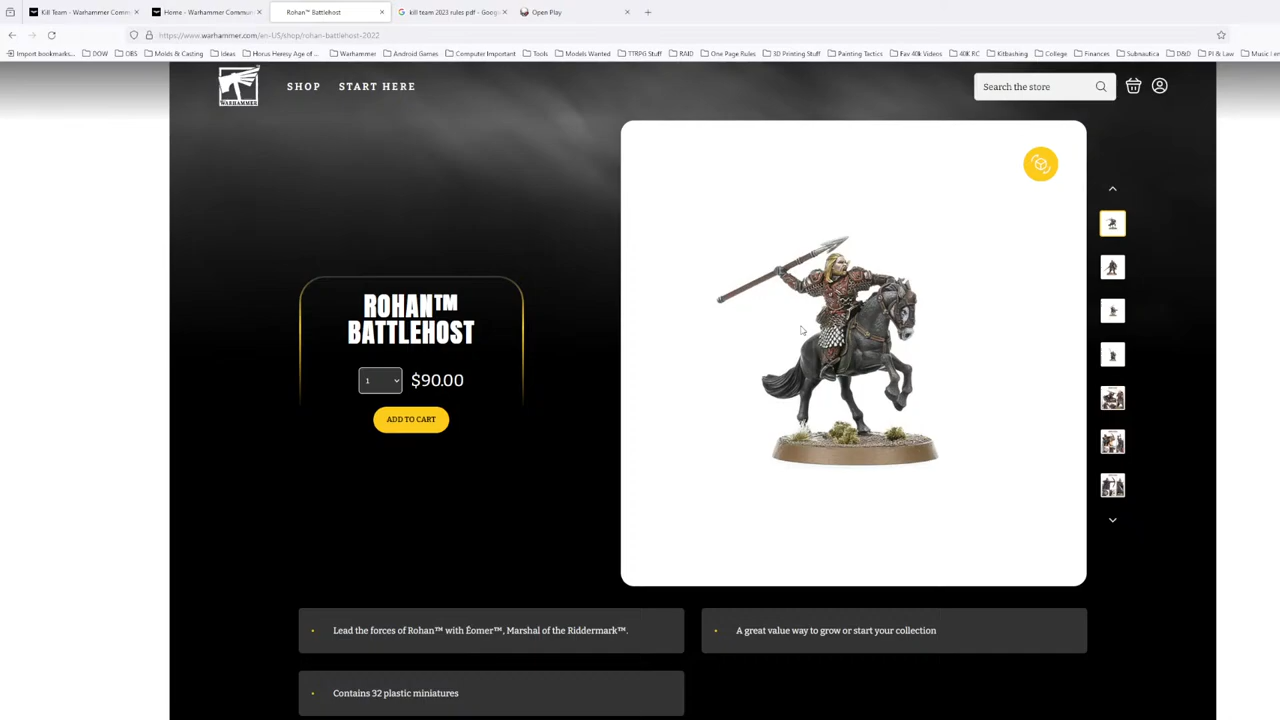 Kill Team - Warhammer Comm
Home - Warhammer Commun
Rohan™ Battlehost
kill team 2023 rules pdf - Goog
Open Play
https://www.warhammer.com/en-US/shop/rohan-battlehost-2022
Import bookmarks...
DOW
DBS
Molds & Casting
Ideas
Horus Heresy Age of ...
Warhammer
Android Games
Computer Important
Tools
Models Wanted
TTRPG Stuff
RAID
One Page Rules
3D Printing Stuff
Painting Tactics
Fav 40k Videos
40K RC
Kitbashing
College
Finances
Subnautica
D&D
PI & Law
WARHAMMER
SHOP
START HERE
Search the store
ROHAN™
BATTLEHOST
1
$90.00
ADD TO CART
Lead the forces of Rohan™ with Éomer™, Marshal of the Riddermark™.
A great value way to grow or start your collection
Contains 32 plastic miniatures